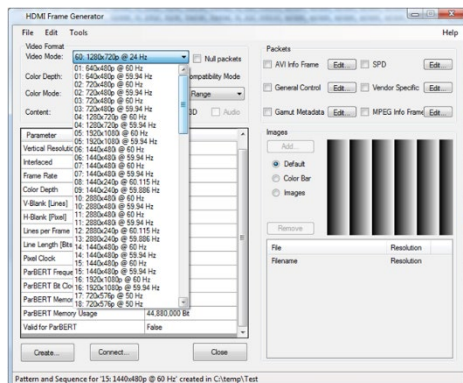 HDMI Frame Generator
File Edit Tools Help
Video Format
Video Mode: 60: 1280x720p @ 24 Hz
Null packets
Color Depth:
Compatibility Mode
Color Mode:
Range
Content:
3D
Audio
01: 640x480p @ 60 Hz
01: 640x480p @ 59.94 Hz
02: 720x480p @ 60 Hz
02: 720x480p @ 59.94 Hz
03: 720x480p @ 60 Hz
03: 720x480p @ 59.94 Hz
04: 1280x720p @ 60 Hz
04: 1280x720p @ 59.94 Hz
05: 1920x1080i @ 60 Hz
05: 1920x1080i @ 59.94 Hz
06: 1440x480i @ 60 Hz
06: 1440x480i @ 59.94 Hz
07: 1440x480i @ 60 Hz
07: 1440x480i @ 59.94 Hz
08: 1440x240p @ 60.115 Hz
09: 1440x240p @ 59.886 Hz
10: 2880x480i @ 60 Hz
10: 2880x480i @ 59.94 Hz
11: 2880x480i @ 60 Hz
11: 2880x480i @ 59.94 Hz
12: 2880x240p @ 60.115 Hz
13: 2880x240p @ 59.886 Hz
14: 1440x480p @ 60 Hz
14: 1440x480p @ 59.94 Hz
15: 1440x480p @ 60 Hz
15: 1440x480p @ 59.94 Hz
16: 1920x1080p @ 60 Hz
16: 1920x1080p @ 59.94 Hz
17: 720x576p @ 50 Hz
18: 720x576p @ 50 Hz
Parameter
Vertical Resolutio
Interlaced
Frame Rate
Color Depth
V-Blank [Lines]
H-Blank [Pixel]
Lines per Frame
Line Length [Bits
Pixel Clock
ParBERT Freque
ParBERT Bit Clo
ParBERT Memor
ParBERT Memory Usage 44,880,000 Bit
Valid for ParBERT False
Create... Connect... Close
Packets
AVI Info Frame Edit... SPD Edit...
General Control Edit... Vendor Specific Edit...
Gamut Metadata Edit... MPEG Info Frame Edit...
Images
Add...
Default
Color Bar
Images
Remove
File Resolution
Filename Resolution
Pattern and Sequence for '15: 1440x480p @ 60 Hz' created in C:\temp\Test